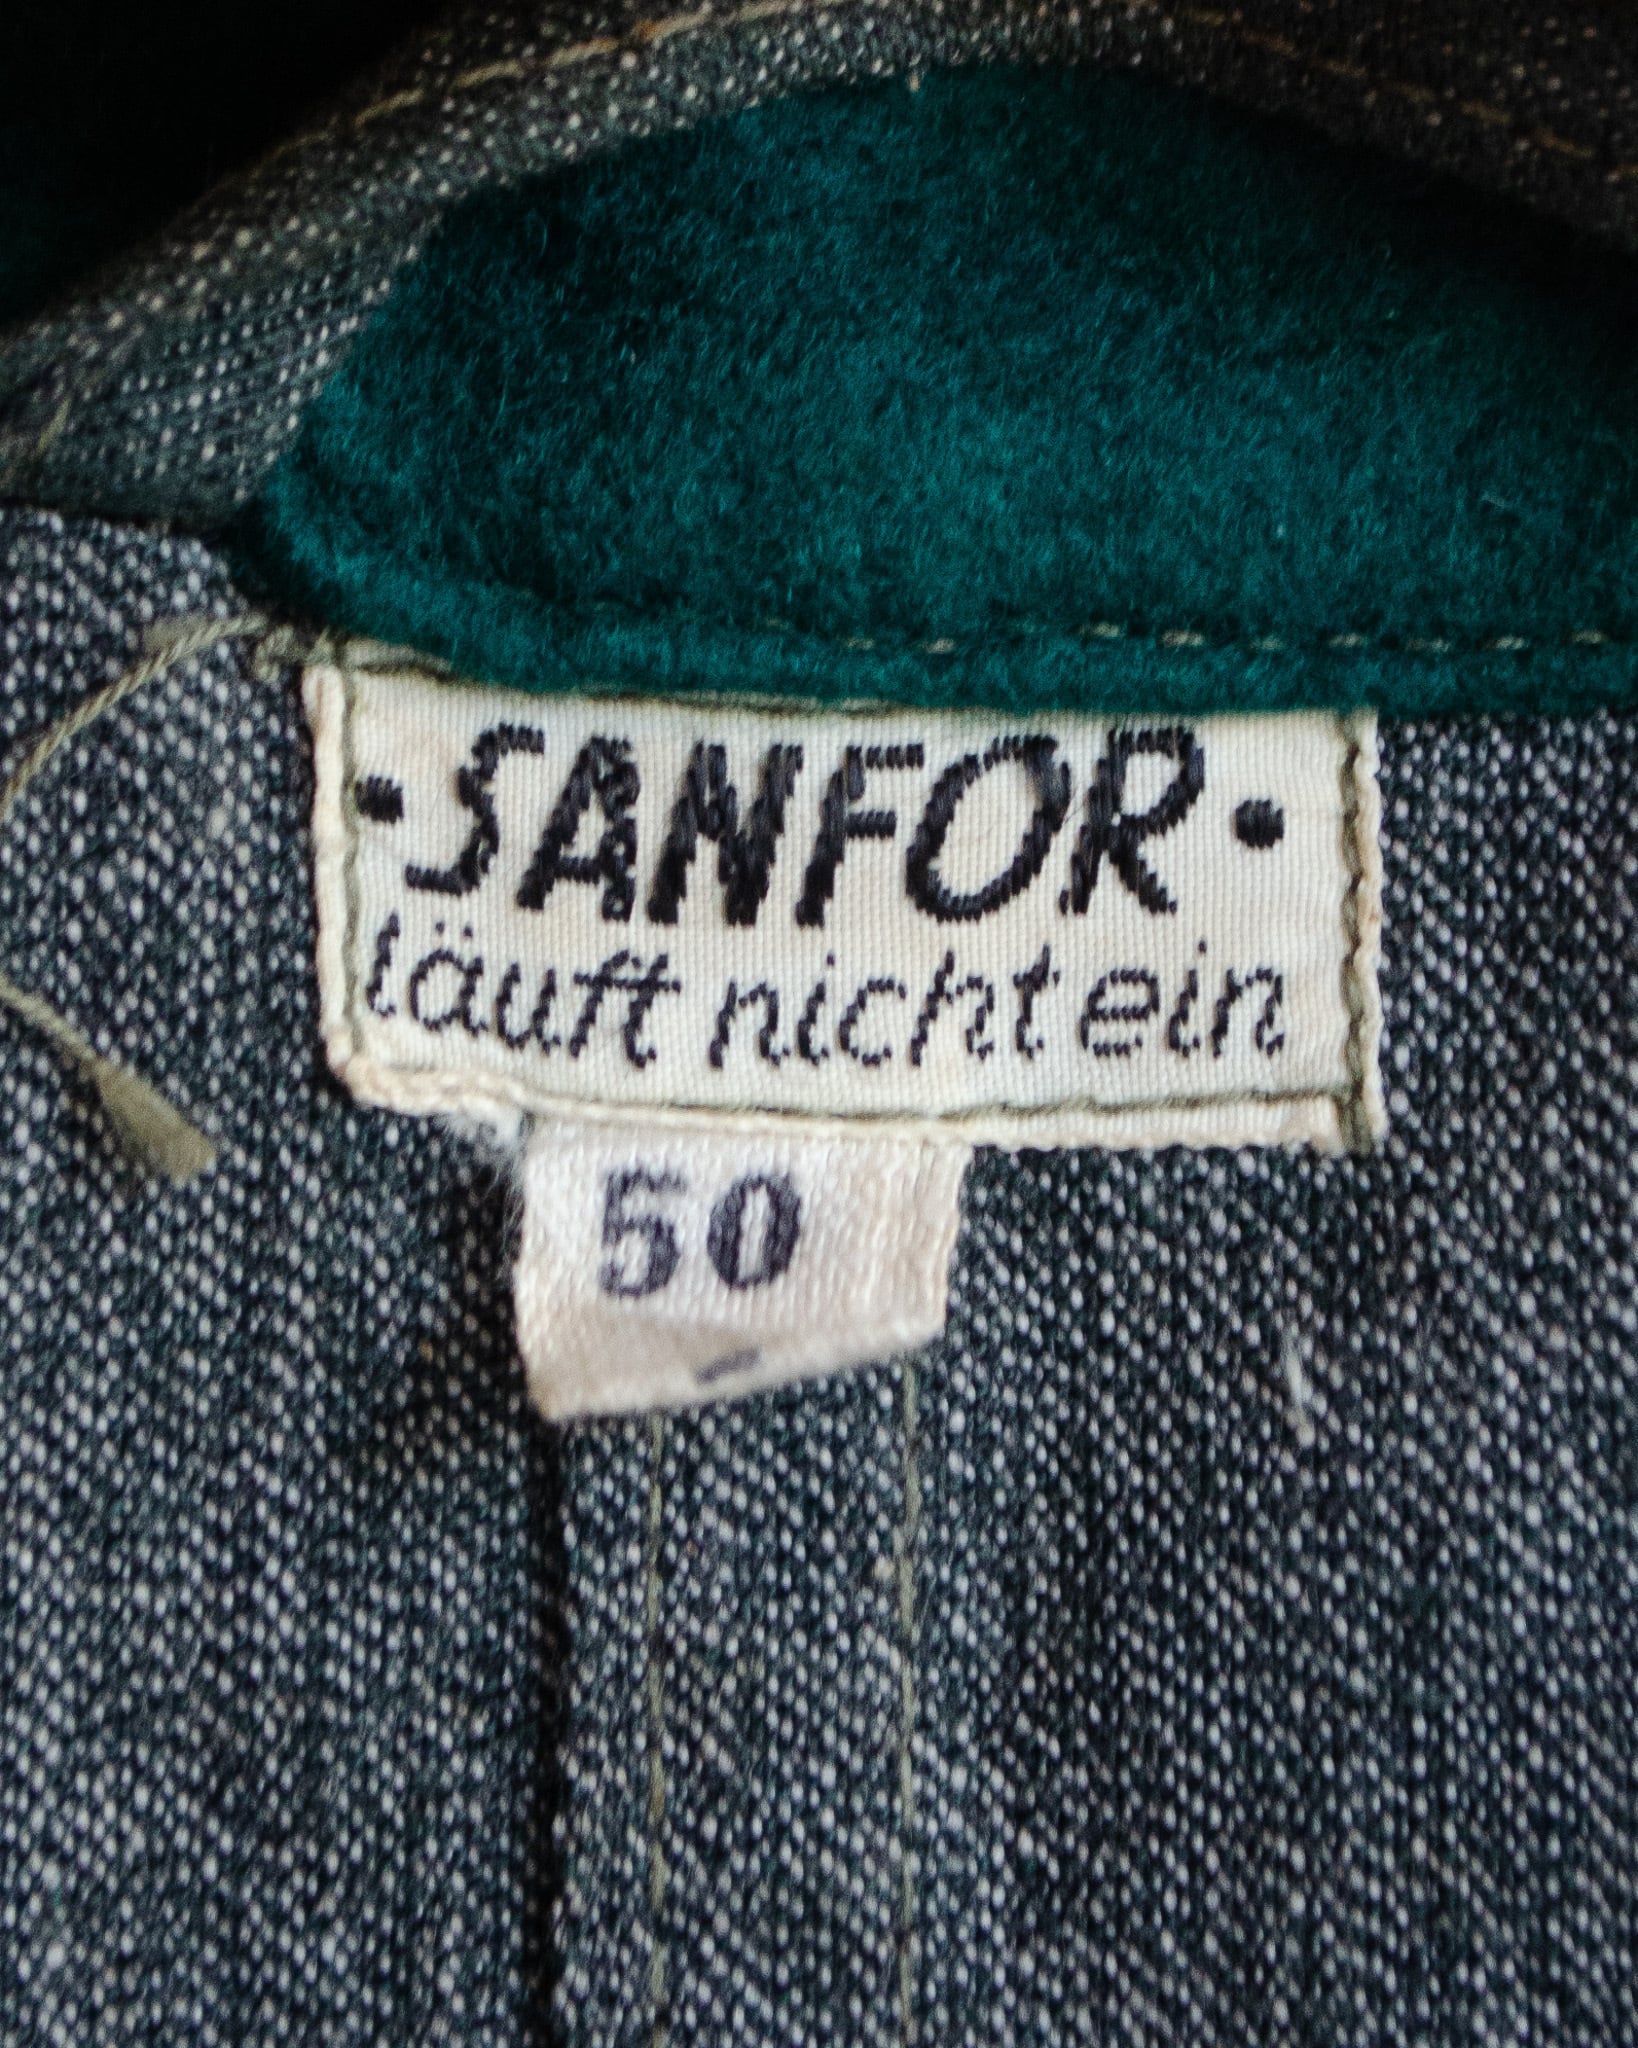 • SANFOR •
läuft nicht ein
50